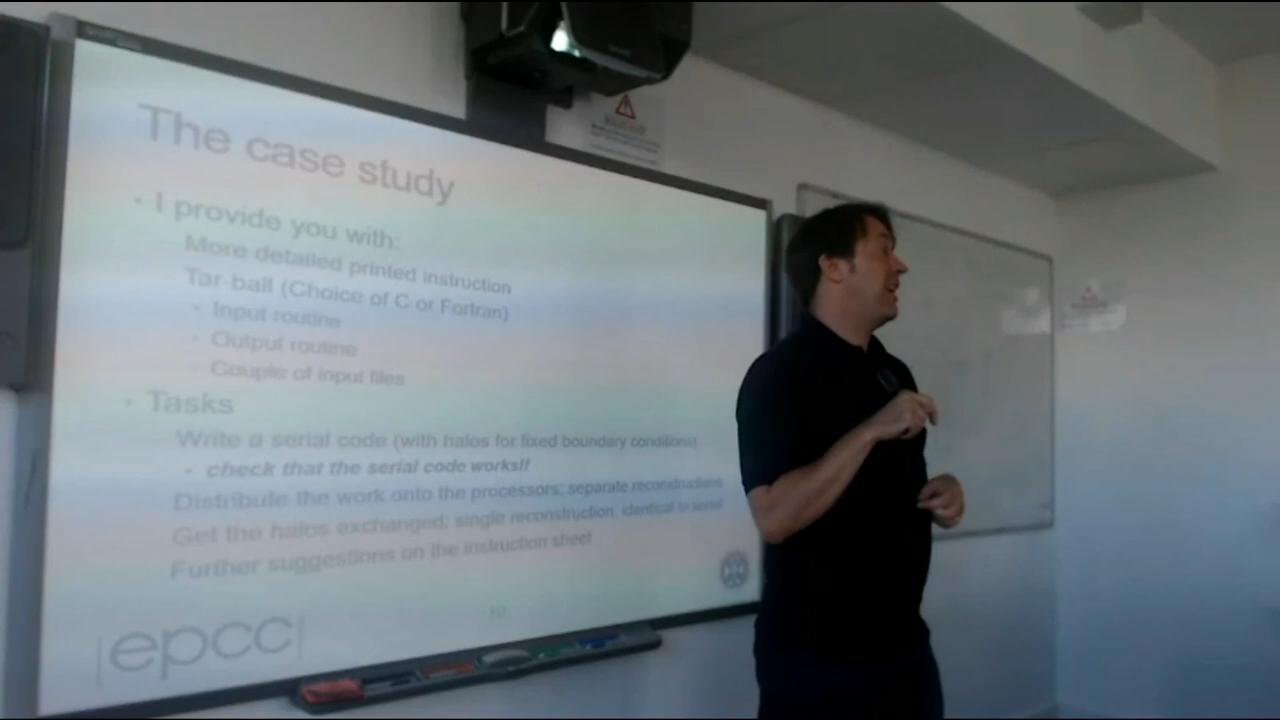 The case study
• I provide you with:
More detailed printed instruction
Tar-ball (Choice of C or Fortran)
• Input routine
• Output routine
• Couple of input files
• Tasks
Write a serial code (with halos for fixed boundary conditions)
• check that the serial code works!!
Distribute the work onto the processors; separate reconstructions
Get the halos exchanged; single reconstruction, identical to serial
Further suggestions on the instruction sheet
|epcc|